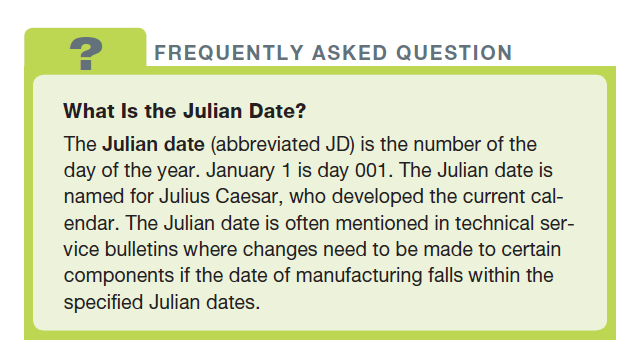 ?
FREQUENTLY ASKED QUESTION
What Is the Julian Date?
The Julian date (abbreviated JD) is the number of the
day of the year. January 1 is day 001. The Julian date is
named for Julius Caesar, who developed the current cal-
endar. The Julian date is often mentioned in technical ser-
vice bulletins where changes need to be made to certain
components if the date of manufacturing falls within the
specified Julian dates.